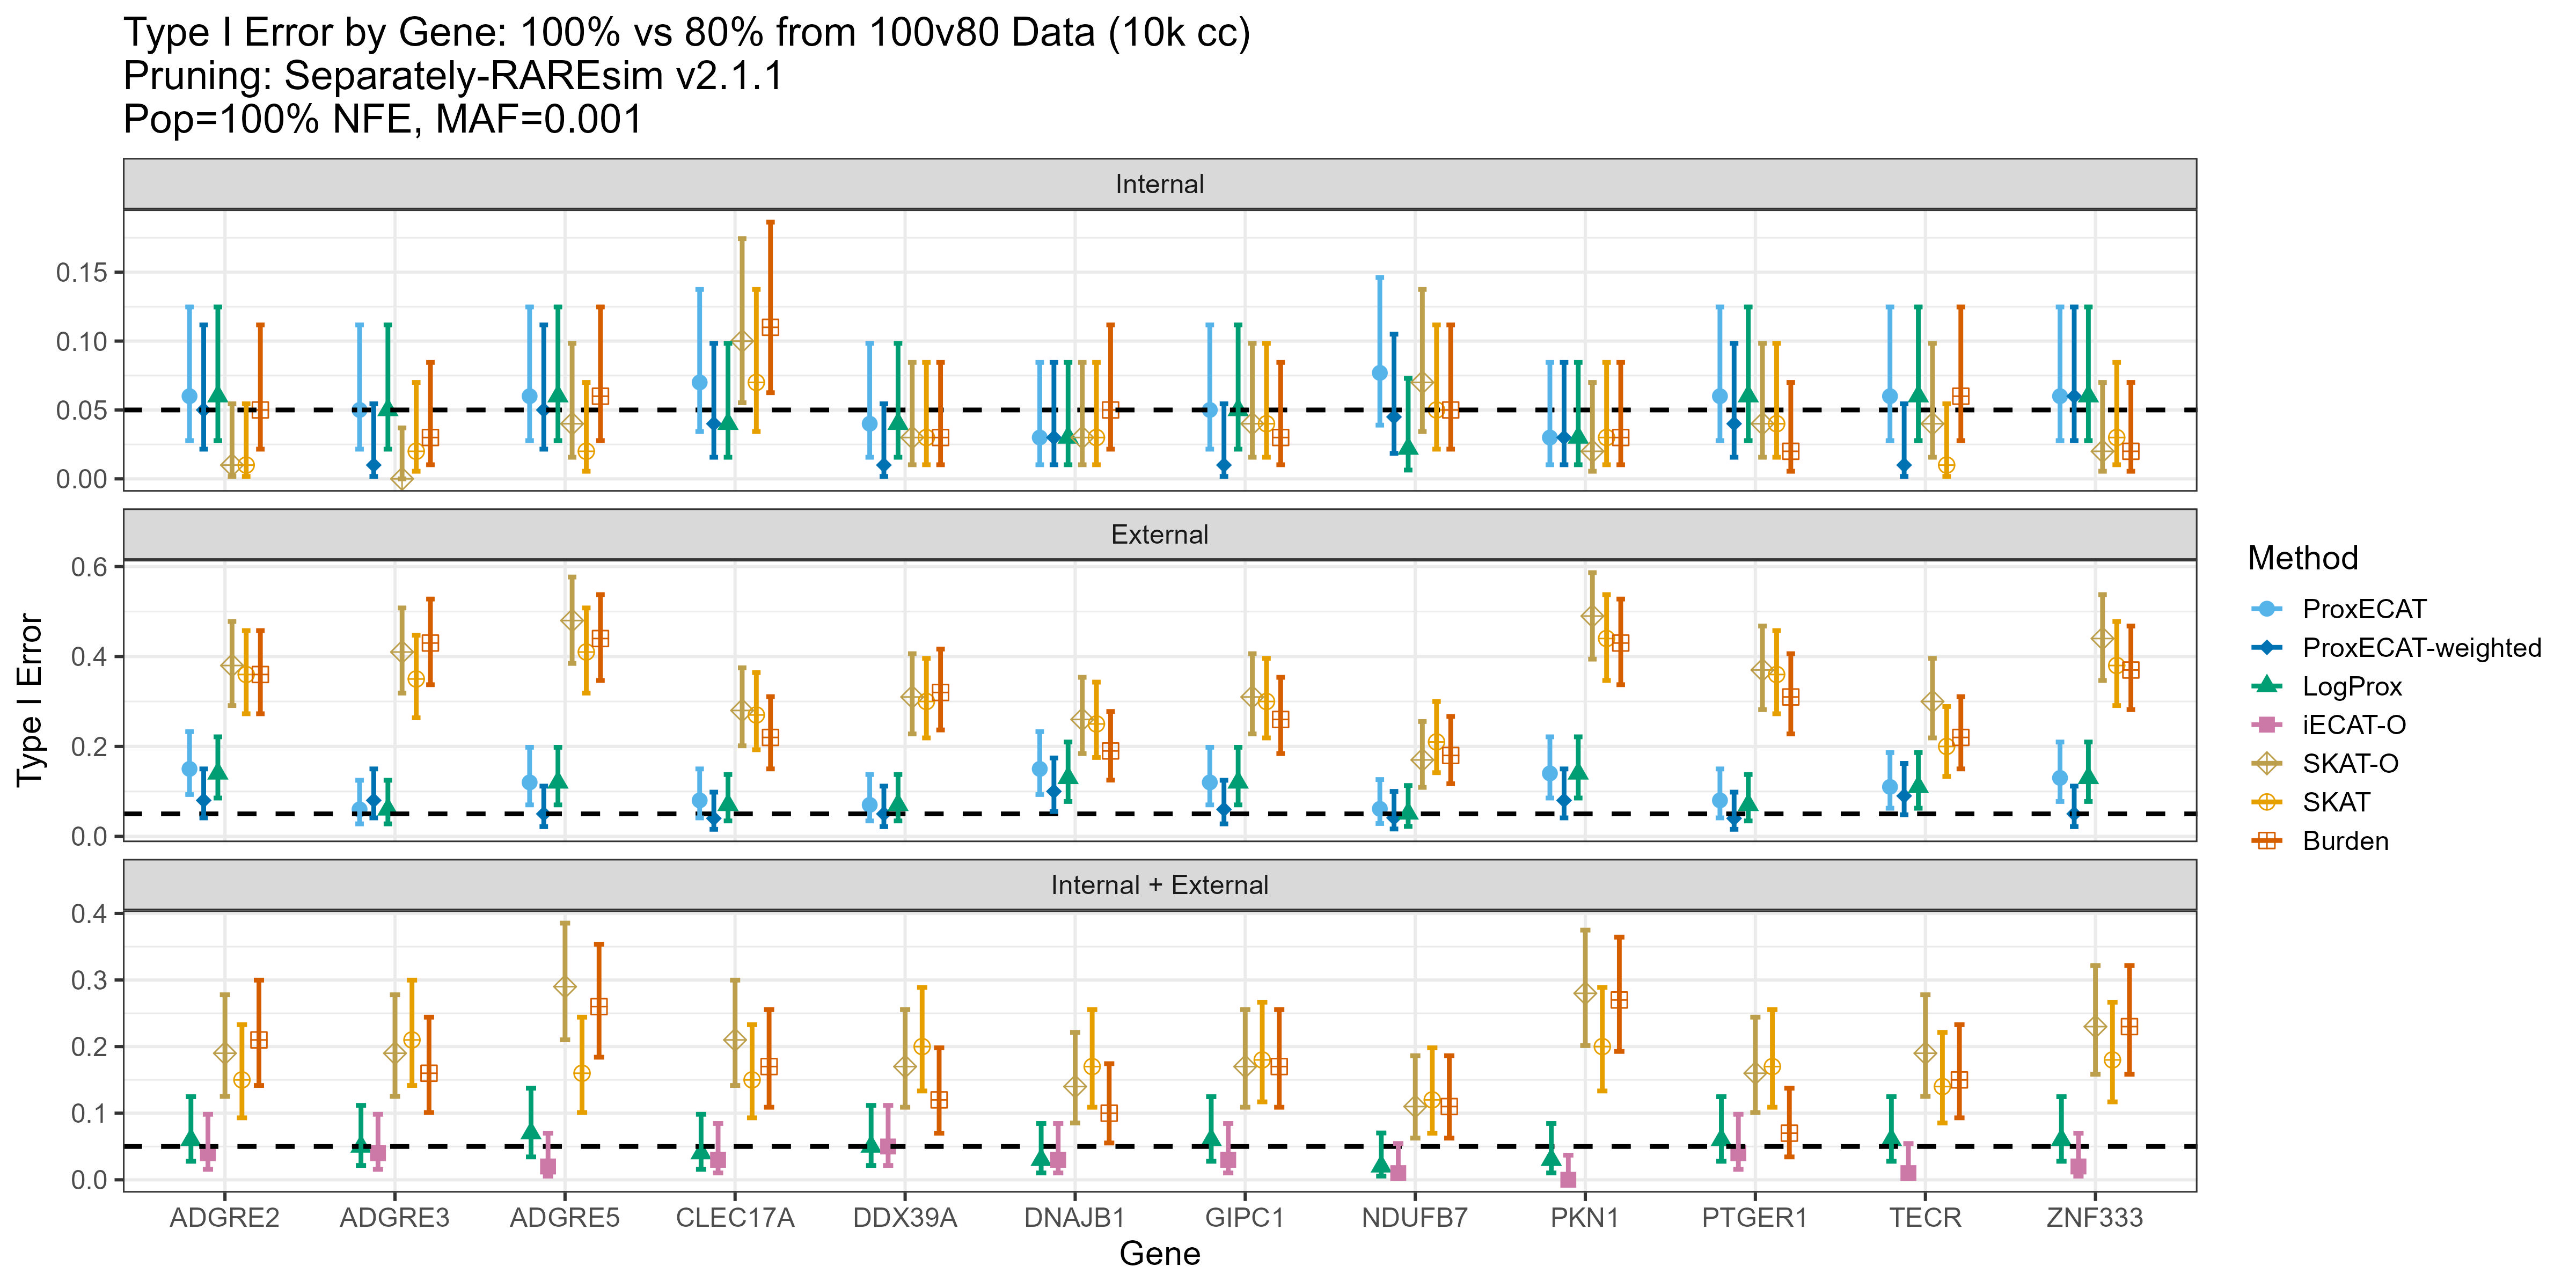 Type I Error by Gene: 100% vs 80% from 100v80 Data (10k cc)
Pruning: Separately-RAREsim v2.1.1
Pop=100% NFE, MAF=0.001
Internal
0.15
0.10
0.05
0.00
External
0.6
0.4
0.2
0.0
Internal + External
0.4
0.3
0.2
0.1
0.0
Type I Error
ADGRE2 ADGRE3 ADGRE5 CLEC17A DDX39A DNAJB1 GIPC1 NDUFB7 PKN1 PTGER1 TECR ZNF333
Gene
Method
ProxECAT
ProxECAT-weighted
LogProx
iECAT-O
SKAT-O
SKAT
Burden